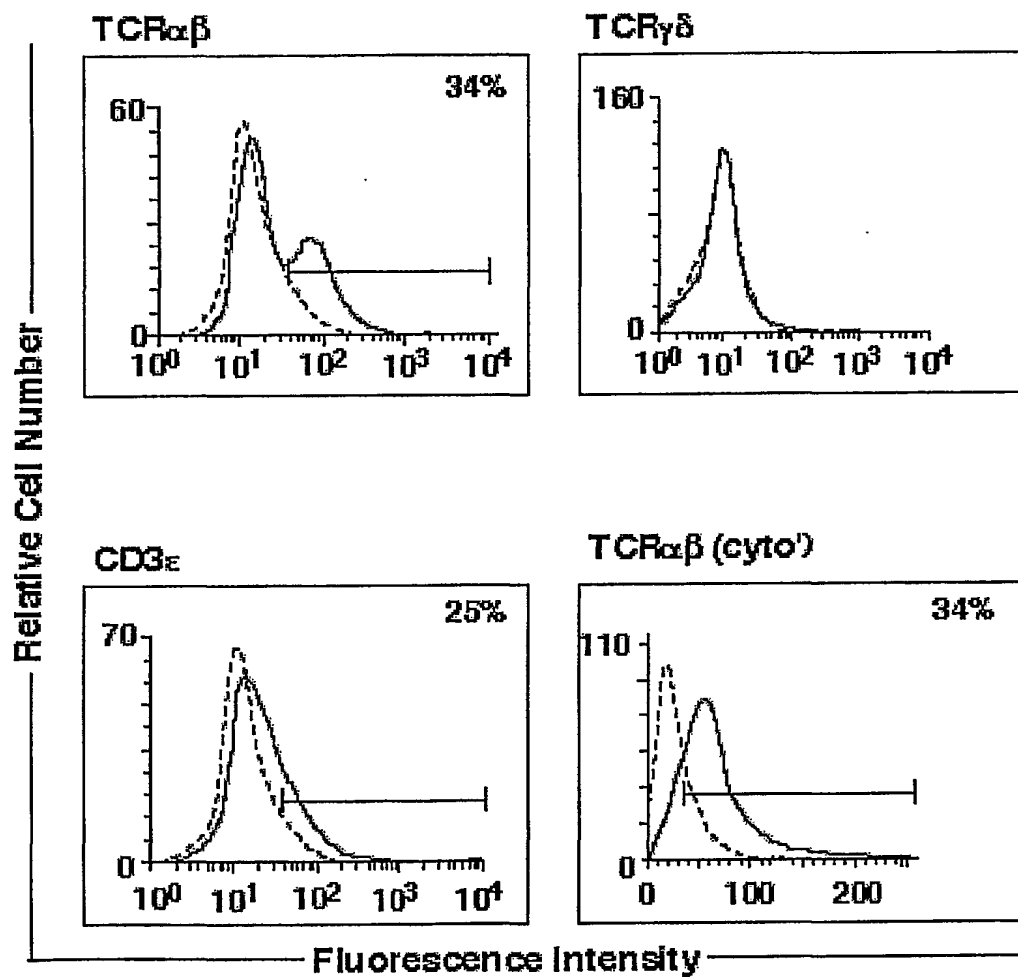 TCRαβ
34%
60
0
10⁰ 10¹ 10² 10³ 10⁴
TCRγδ
160
0
10⁰ 10¹ 10² 10³ 10⁴
CD3ε
25%
70
0
10⁰ 10¹ 10² 10³ 10⁴
TCRαβ (cyto')
34%
110
0
0 100 200
Relative Cell Number
Fluorescence Intensity